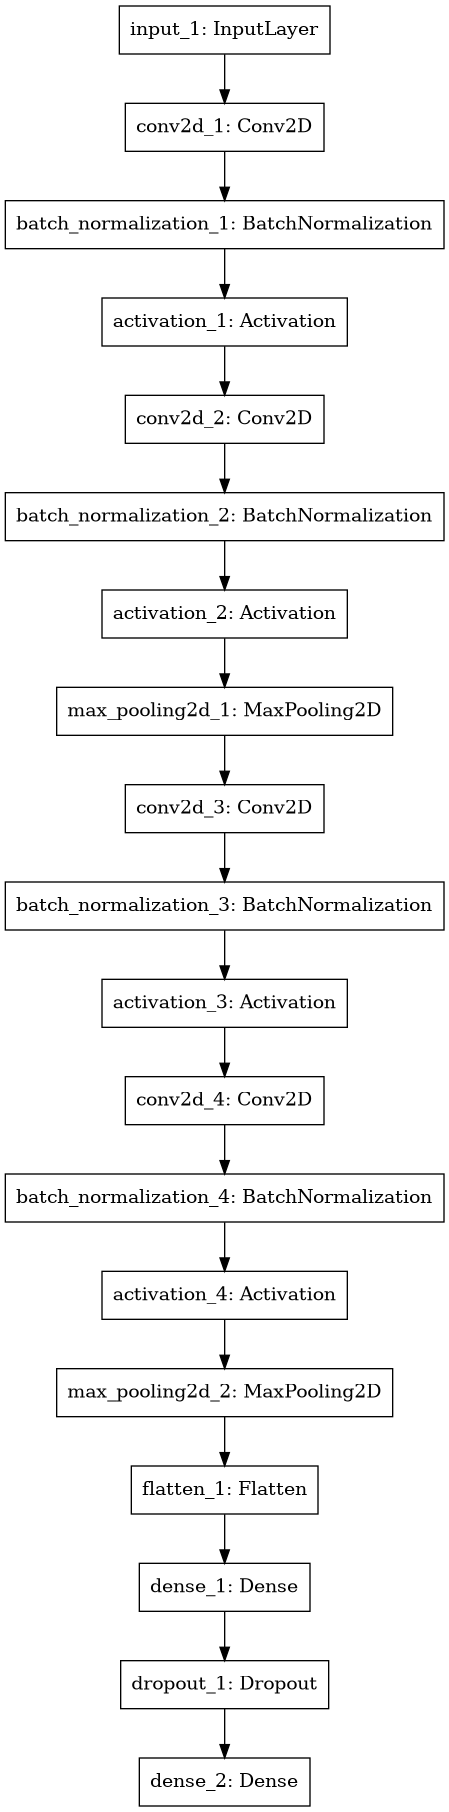 input_1: InputLayer
conv2d_1: Conv2D
batch_normalization_1: BatchNormalization
activation_1: Activation
conv2d_2: Conv2D
batch_normalization_2: BatchNormalization
activation_2: Activation
max_pooling2d_1: MaxPooling2D
conv2d_3: Conv2D
batch_normalization_3: BatchNormalization
activation_3: Activation
conv2d_4: Conv2D
batch_normalization_4: BatchNormalization
activation_4: Activation
max_pooling2d_2: MaxPooling2D
flatten_1: Flatten
dense_1: Dense
dropout_1: Dropout
dense_2: Dense